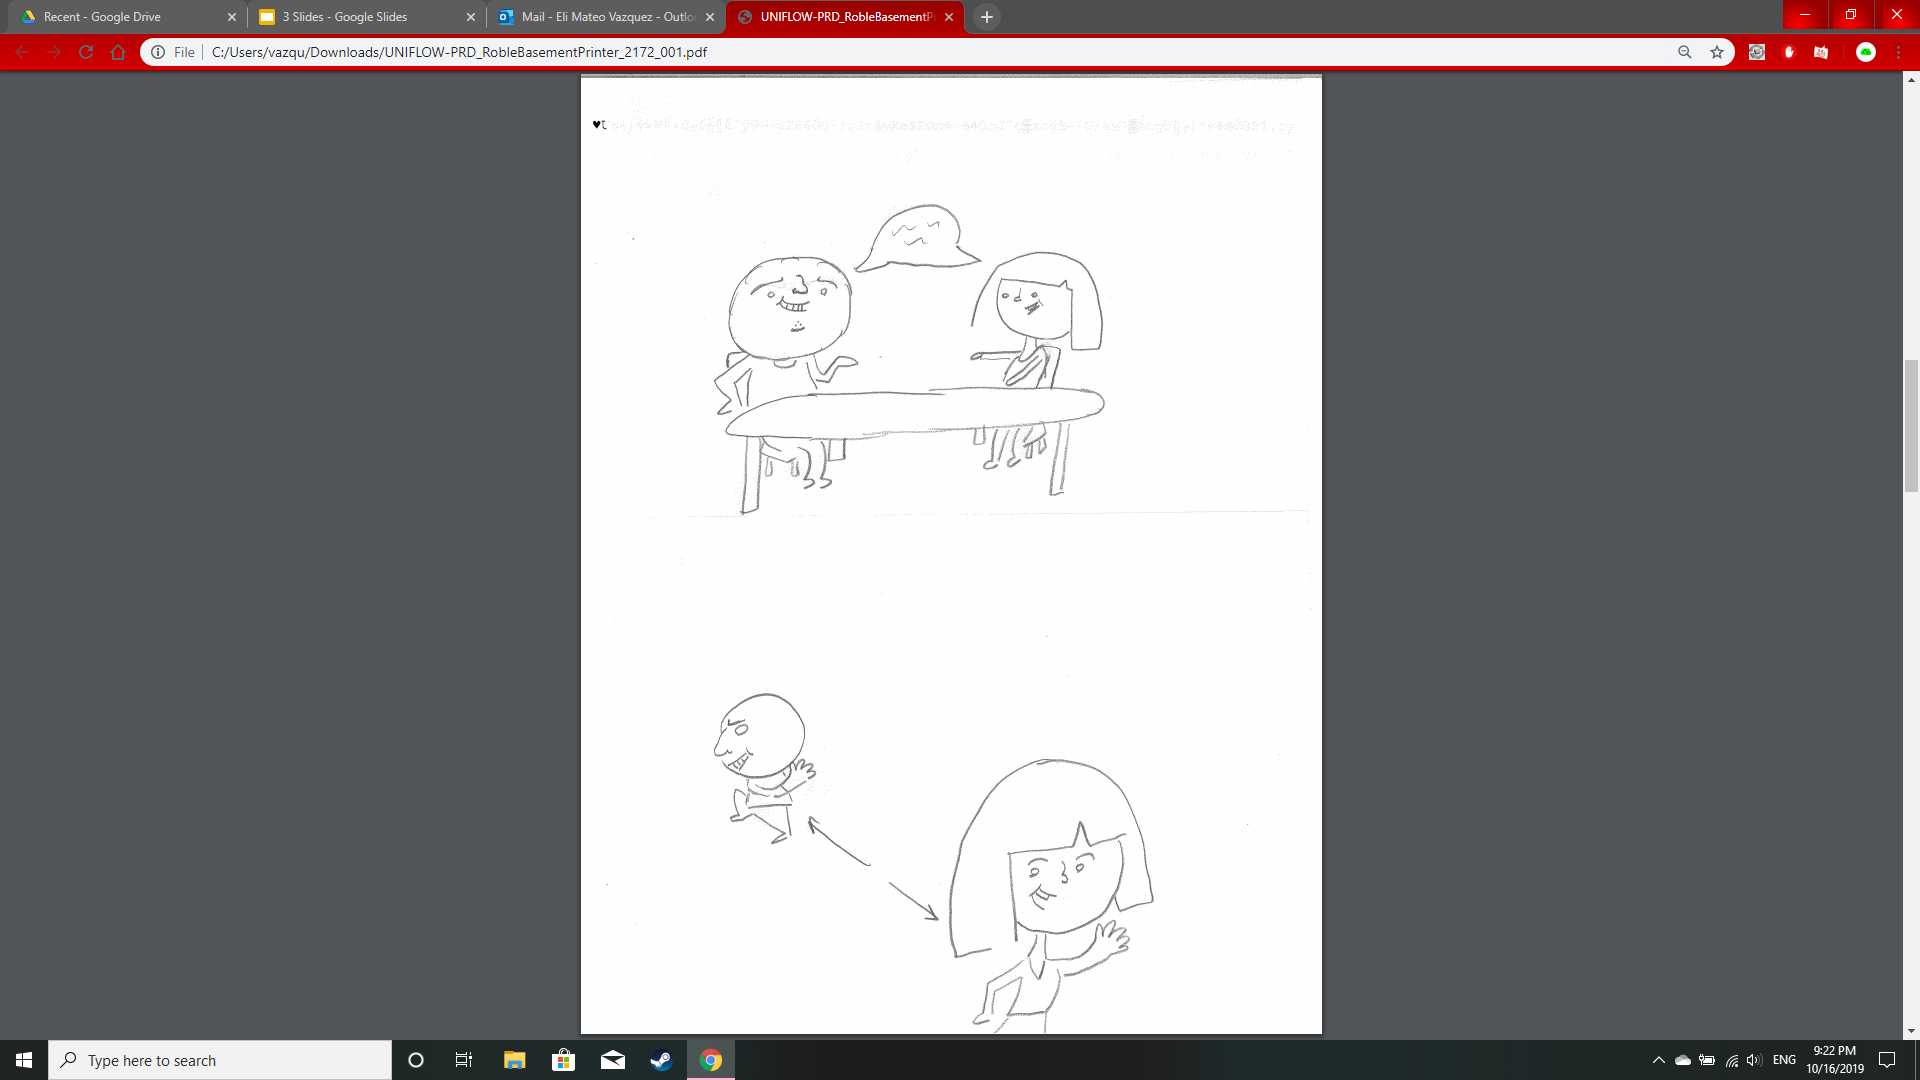 Recent - Google Drive
3 Slides - Google Slides
Mail - Eli Mateo Vazquez - Outlo
UNIFLOW-PRD_RobleBasementP
File
C:/Users/vazqu/Downloads/UNIFLOW-PRD_RobleBasementPrinter_2172_001.pdf
Type here to search
ENG
9:22 PM
10/16/2019